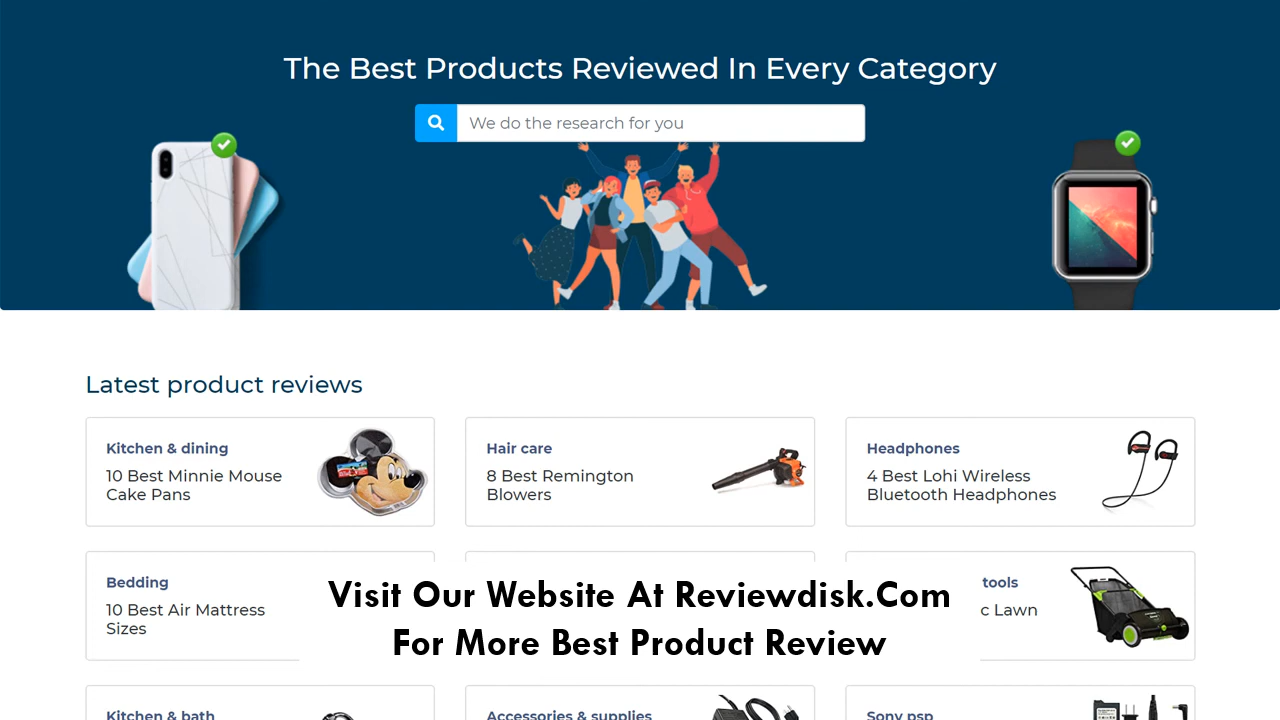 The Best Products Reviewed In Every Category
We do the research for you
Latest product reviews
Kitchen & dining
10 Best Minnie Mouse
Cake Pans
Hair care
8 Best Remington
Blowers
Headphones
4 Best Lohi Wireless
Bluetooth Headphones
Bedding
10 Best Air Mattress
Sizes
tools
c Lawn
Visit Our Website At Reviewdisk.Com
For More Best Product Review
Kitchen & bath
Accessories & supplies
Sony psp